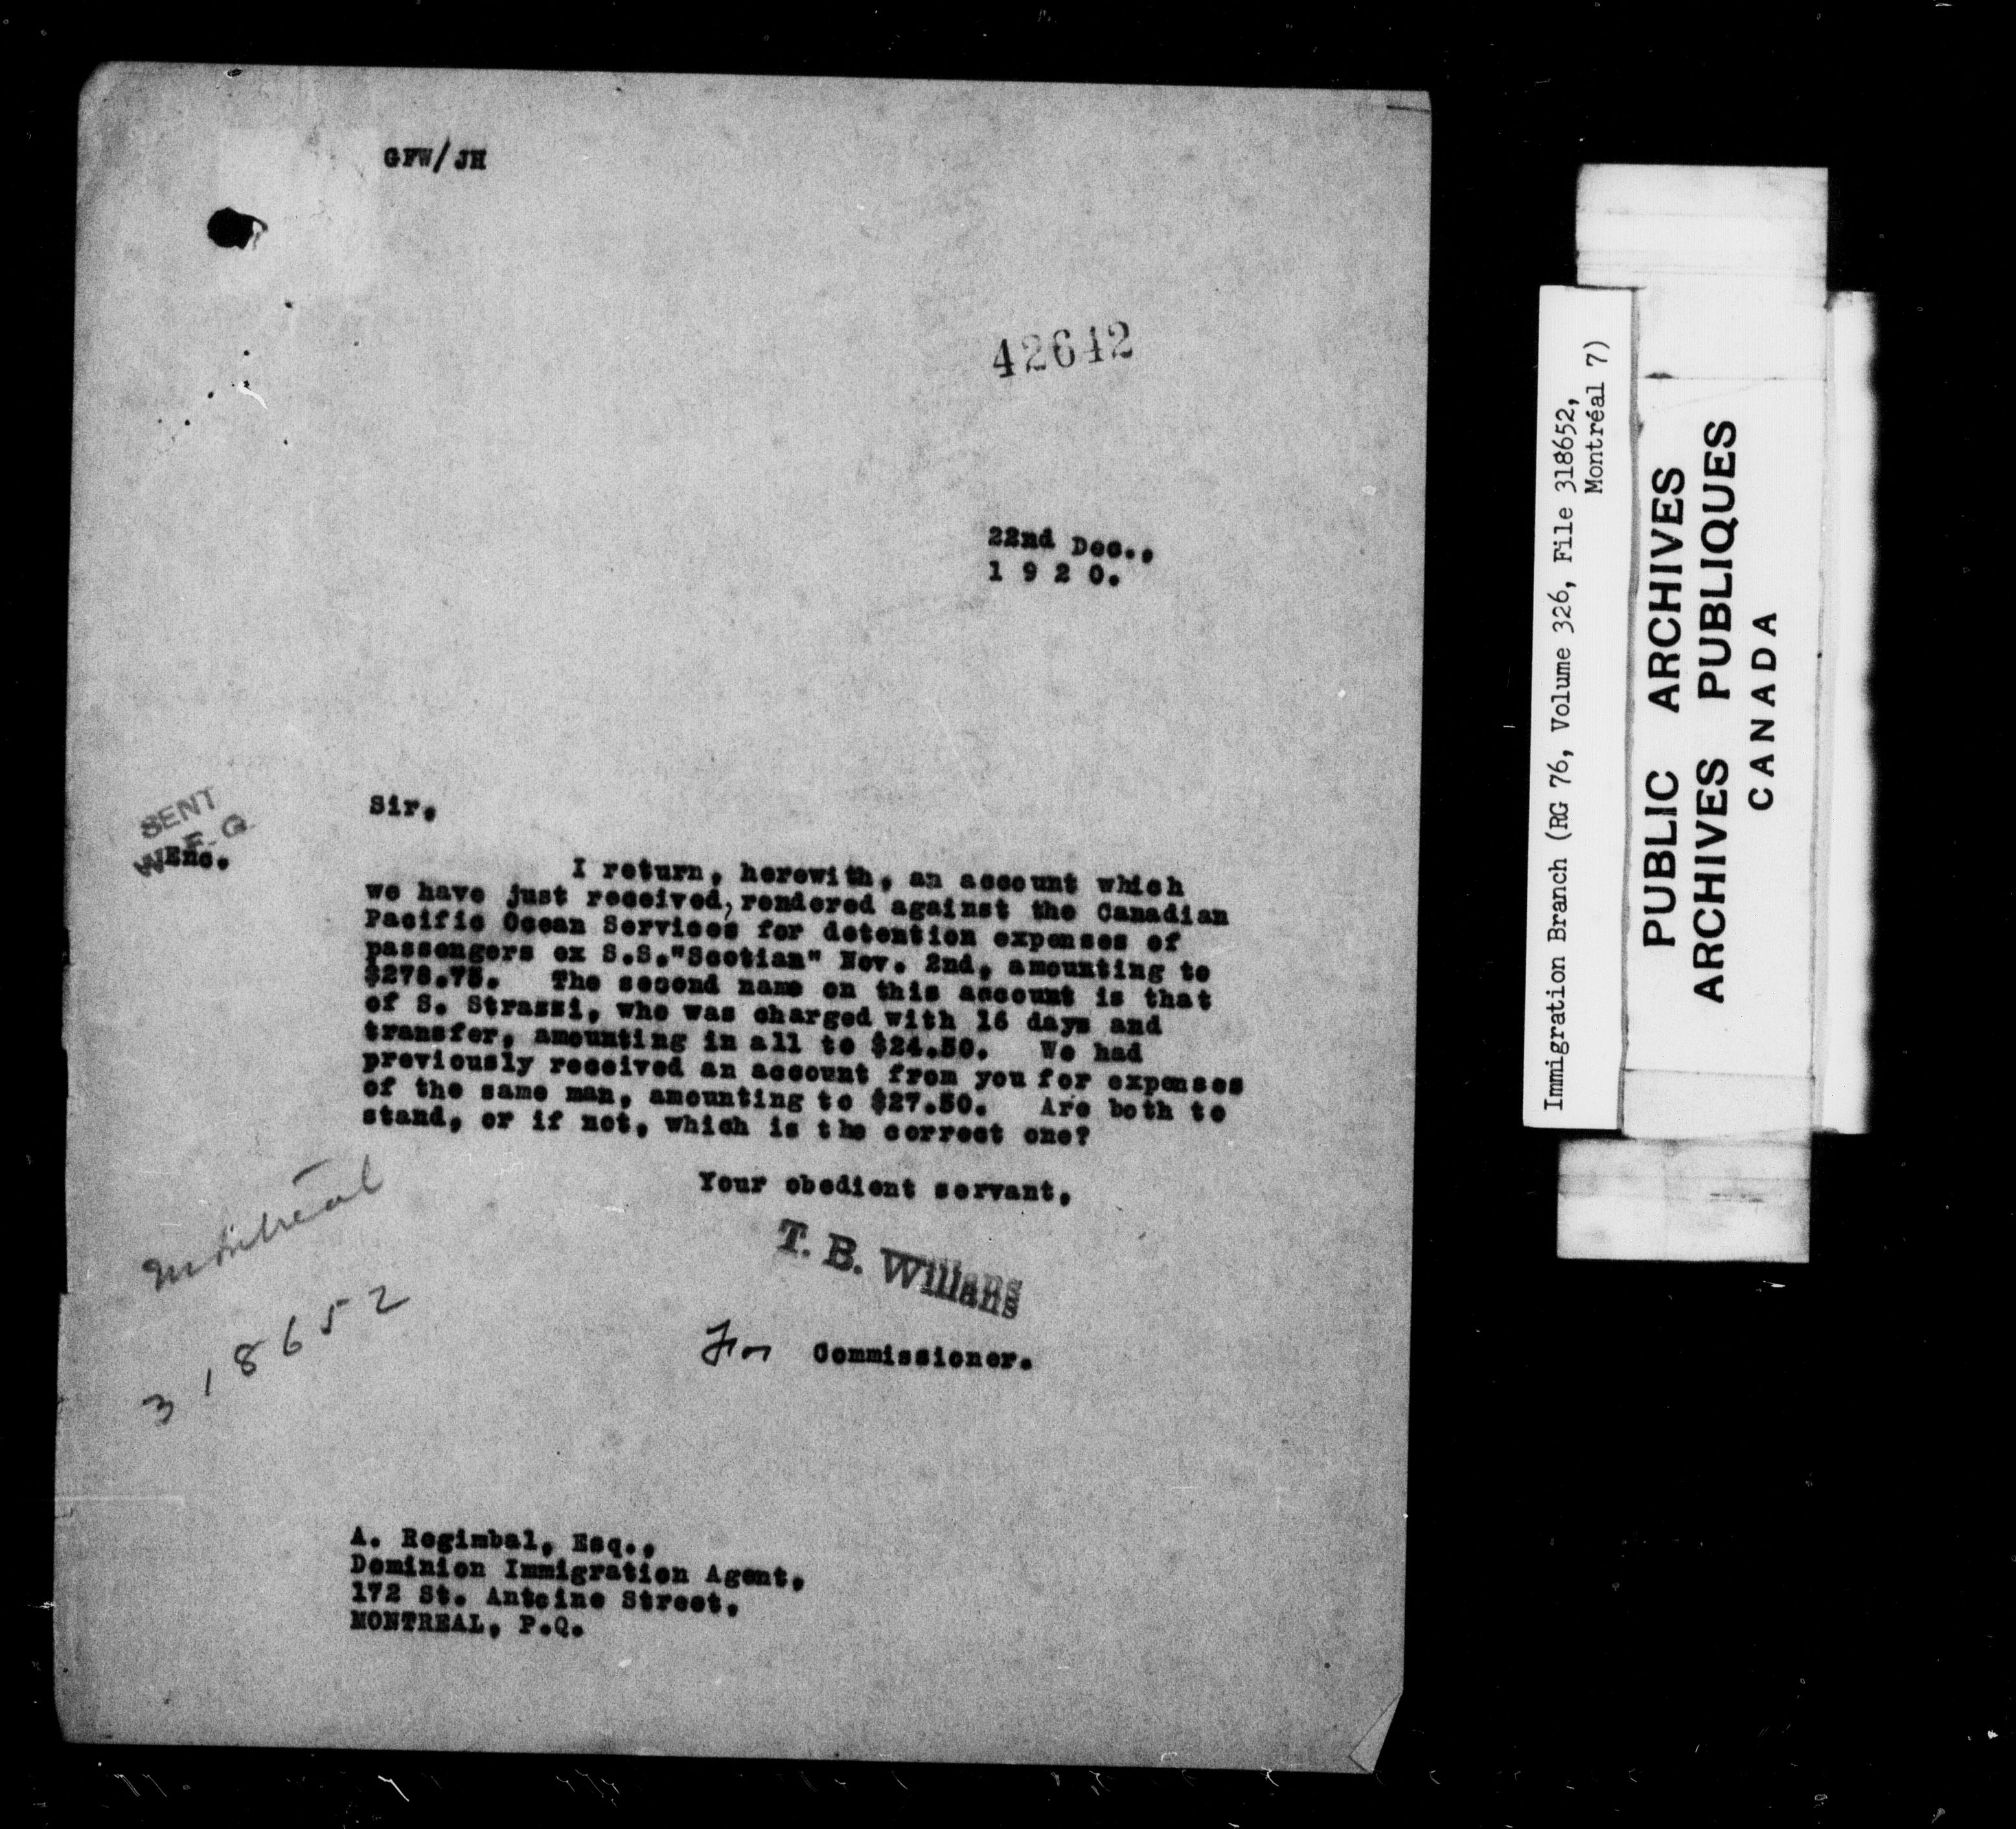 GFW/JH
42642
22nd Dec.,
1 9 2 0.
SENT
W. F. G
Enc.
Sir,
I return, herewith, an account which
we have just received, rendered against the Canadian
Pacific Ocean Services for detention expenses of
passengers ex S.S."Scotian" Nov. 2nd, amounting to
$278.75. The second name on this account is that
of S. Strazzi, who was charged with 16 days and
transfer, amounting in all to $24.50. We had
previously received an account from you for expenses
of the same man, amounting to $27.50. Are both to
stand, or if not, which is the correct one?
Your obedient servant,
T. B. Willans
For Commissioner.
Montreal
318652
A. Regimbal, Esq.,
Dominion Immigration Agent,
172 St. Antoine Street,
MONTREAL, P.Q.
Immigration Branch (RG 76, Volume 326, File 318652,
Montréal 7)
PUBLIC ARCHIVES
ARCHIVES PUBLIQUES
CANADA